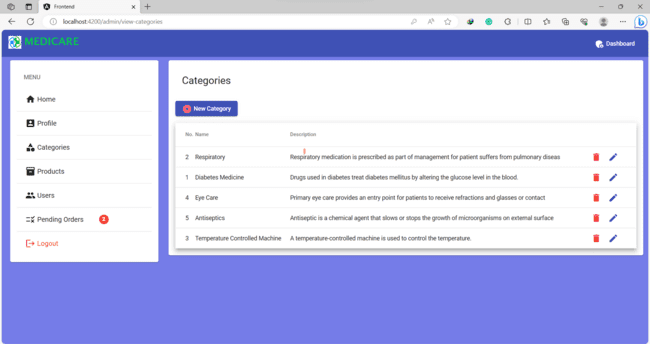 Frontend
localhost:4200/admin/view-categories
MEDICARE
Dashboard
MENU
Home
Profile
Categories
Products
Users
Pending Orders 2
Logout
Categories
New Category
No. Name Description
2 Respiratory Respiratory medication is prescribed as part of management for patient suffers from pulmonary diseas
1 Diabetes Medicine Drugs used in diabetes treat diabetes mellitus by altering the glucose level in the blood.
4 Eye Care Primary eye care provides an entry point for patients to receive refractions and glasses or contact
5 Antiseptics Antiseptic is a chemical agent that slows or stops the growth of microorganisms on external surface
3 Temperature Controlled Machine A temperature-controlled machine is used to control the temperature.